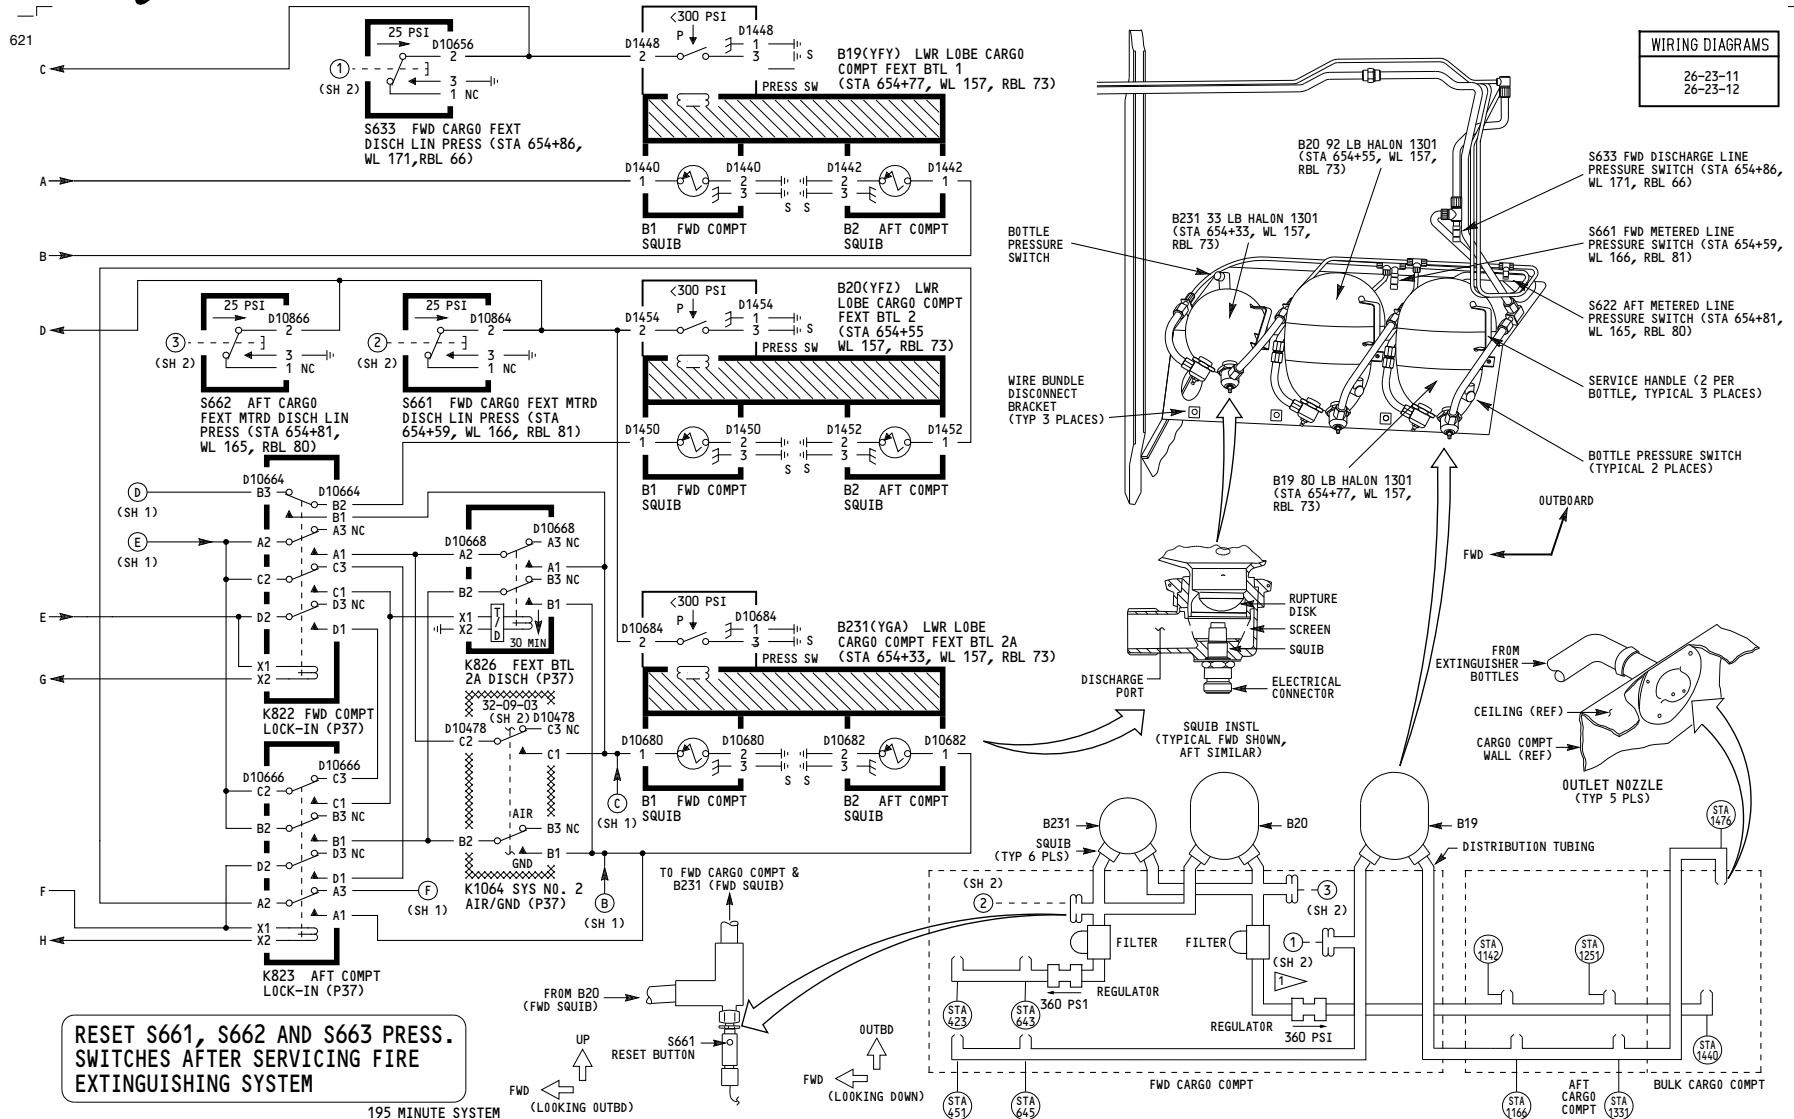 621
C
25 PSI
D10656
2
3
1 NC
1
(SH 2)
S633 FWD CARGO FEXT
DISCH LIN PRESS (STA 654+86,
WL 171,RBL 66)
<300 PSI
P
D1448
2
D1448
1
3
S
PRESS SW
B19(YFY) LWR LOBE CARGO
COMPT FEXT BTL 1
(STA 654+77, WL 157, RBL 73)
A
D1440
1
D1440
2
3
S S
D1442
2
3
D1442
1
B1 FWD COMPT
SQUIB
B2 AFT COMPT
SQUIB
B
D
25 PSI
D10866
2
3
1 NC
3
(SH 2)
S662 AFT CARGO
FEXT MTRD DISCH LIN
PRESS (STA 654+81,
WL 165, RBL 80)
25 PSI
D10864
2
3
1 NC
2
(SH 2)
S661 FWD CARGO FEXT MTRD
DISCH LIN PRESS (STA
654+59, WL 166, RBL 81)
<300 PSI
P
D1454
2
D1454
1
3
S
PRESS SW
B20(YFZ) LWR
LOBE CARGO COMPT
FEXT BTL 2
(STA 654+55
WL 157, RBL 73)
D1450
1
D1450
2
3
S S
D1452
2
3
D1452
1
B1 FWD COMPT
SQUIB
B2 AFT COMPT
SQUIB
D
(SH 1)
E
(SH 1)
D10664
B3
A2
C2
D2
X1
X2
D10664
B2
B1
A3 NC
A1
C3
C1
D3 NC
D1
K822 FWD COMPT
LOCK-IN (P37)
E
G
D10668
A2
B2
X1
X2
T/D
D10668
A3 NC
A1
B3 NC
B1
30 MIN
K826 FEXT BTL
2A DISCH (P37)
<300 PSI
P
D10684
2
D10684
1
3
S
PRESS SW
B231(YGA) LWR LOBE
CARGO COMPT FEXT BTL 2A
(STA 654+33, WL 157, RBL 73)
32-09-03
(SH 2)
D10478
C2
D10478
C3 NC
C1
AIR
B2
B3 NC
B1
GND
K1064 SYS NO. 2
AIR/GND (P37)
D10680
1
D10680
2
3
S S
D10682
2
3
D10682
1
B1 FWD COMPT
SQUIB
B2 AFT COMPT
SQUIB
C
(SH 1)
B
(SH 1)
D10666
C2
B2
D2
A2
X1
X2
D10666
C3
C1
B3 NC
B1
D3 NC
D1
A3
A1
F
(SH 1)
K823 AFT COMPT
LOCK-IN (P37)
F
H
RESET S661, S662 AND S663 PRESS.
SWITCHES AFTER SERVICING FIRE
EXTINGUISHING SYSTEM
195 MINUTE SYSTEM
WIRING DIAGRAMS
26-23-11
26-23-12
B20 92 LB HALON 1301
(STA 654+55, WL 157,
RBL 73)
B231 33 LB HALON 1301
(STA 654+33, WL 157,
RBL 73)
BOTTLE
PRESSURE
SWITCH
WIRE BUNDLE
DISCONNECT
BRACKET
(TYP 3 PLACES)
S633 FWD DISCHARGE LINE
PRESSURE SWITCH (STA 654+86,
WL 171, RBL 66)
S661 FWD METERED LINE
PRESSURE SWITCH (STA 654+59,
WL 166, RBL 81)
S622 AFT METERED LINE
PRESSURE SWITCH (STA 654+81,
WL 165, RBL 80)
SERVICE HANDLE (2 PER
BOTTLE, TYPICAL 3 PLACES)
BOTTLE PRESSURE SWITCH
(TYPICAL 2 PLACES)
B19 80 LB HALON 1301
(STA 654+77, WL 157,
RBL 73)
OUTBOARD
FWD
RUPTURE
DISK
SCREEN
SQUIB
ELECTRICAL
CONNECTOR
DISCHARGE
PORT
SQUIB INSTL
(TYPICAL FWD SHOWN,
AFT SIMILAR)
FROM
EXTINGUISHER
BOTTLES
CEILING (REF)
CARGO COMPT
WALL (REF)
OUTLET NOZZLE
(TYP 5 PLS)
TO FWD CARGO COMPT &
B231 (FWD SQUIB)
FROM B20
(FWD SQUIB)
S661
RESET BUTTON
UP
FWD
(LOOKING OUTBD)
OUTBD
FWD
(LOOKING DOWN)
B231
SQUIB
(TYP 6 PLS)
B20
B19
DISTRIBUTION TUBING
(SH 2)
2
3
(SH 2)
1
(SH 2)
1
FILTER
FILTER
REGULATOR
360 PS1
REGULATOR
360 PSI
STA 423
STA 643
STA 451
STA 645
STA 1142
STA 1251
STA 1476
STA 1440
STA 1166
STA 1331
FWD CARGO COMPT
AFT
CARGO
COMPT
BULK CARGO COMPT